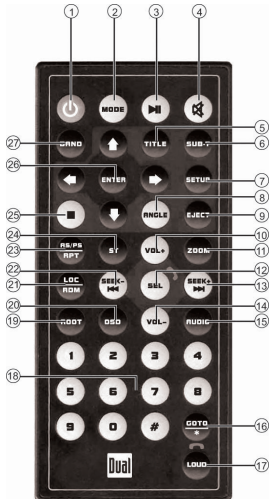 1 2 3 4
MODE
5
27 BAND TITLE SUB-T 6
26
ENTER SETUP 7
8
25 ANGLE EJECT 9
24 10
23 AS/PS RPT ST VOL+ ZOOM 11
22 12
21 LOC RDM SEEK- SEL SEEK+ 13
20 14
19 ROOT OSD VOL- AUDIO 15
1 2 3 4
18
5 6 7 8
9 0 # GOTO * 16
Dual LOUD 17